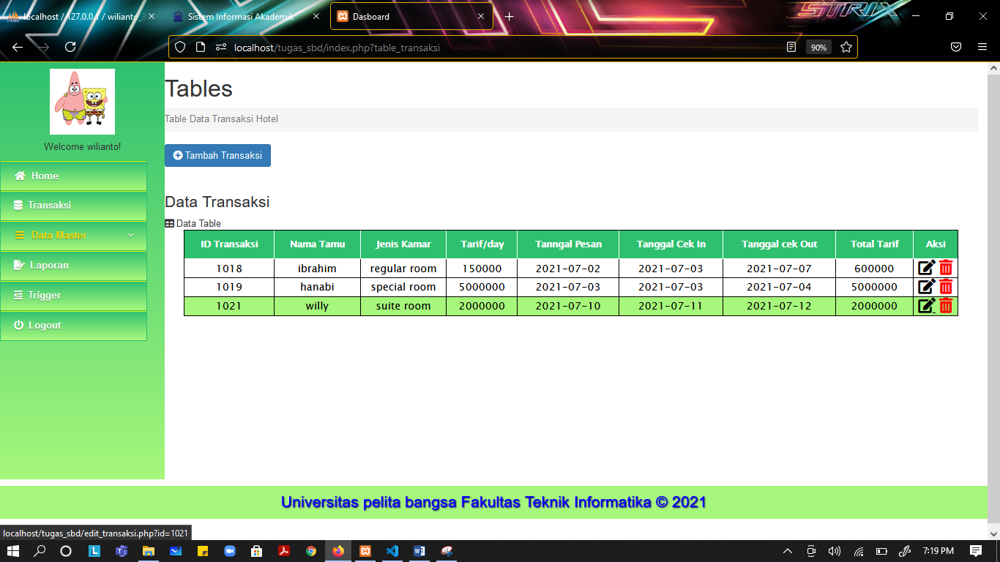 STRIX
localhost / 127.0.0.1 / wilianto_
Sistem Informasi Akademik
Dasboard
localhost/tugas_sbd/index.php?table_transaksi
90%
Welcome wilianto!
Home
Transaksi
Data Master
Laporan
Trigger
Logout
Tables
Table Data Transaksi Hotel
Tambah Transaksi
Data Transaksi
Data Table
ID Transaksi Nama Tamu Jenis Kamar Tarif/day Tanngal Pesan Tanggal Cek In Tanggal cek Out Total Tarif Aksi
1018 ibrahim regular room 150000 2021-07-02 2021-07-03 2021-07-07 600000
1019 hanabi special room 5000000 2021-07-03 2021-07-03 2021-07-04 5000000
1021 willy suite room 2000000 2021-07-10 2021-07-11 2021-07-12 2000000
Universitas pelita bangsa Fakultas Teknik Informatika © 2021
localhost/tugas_sbd/edit_transaksi.php?id=1021
7:19 PM